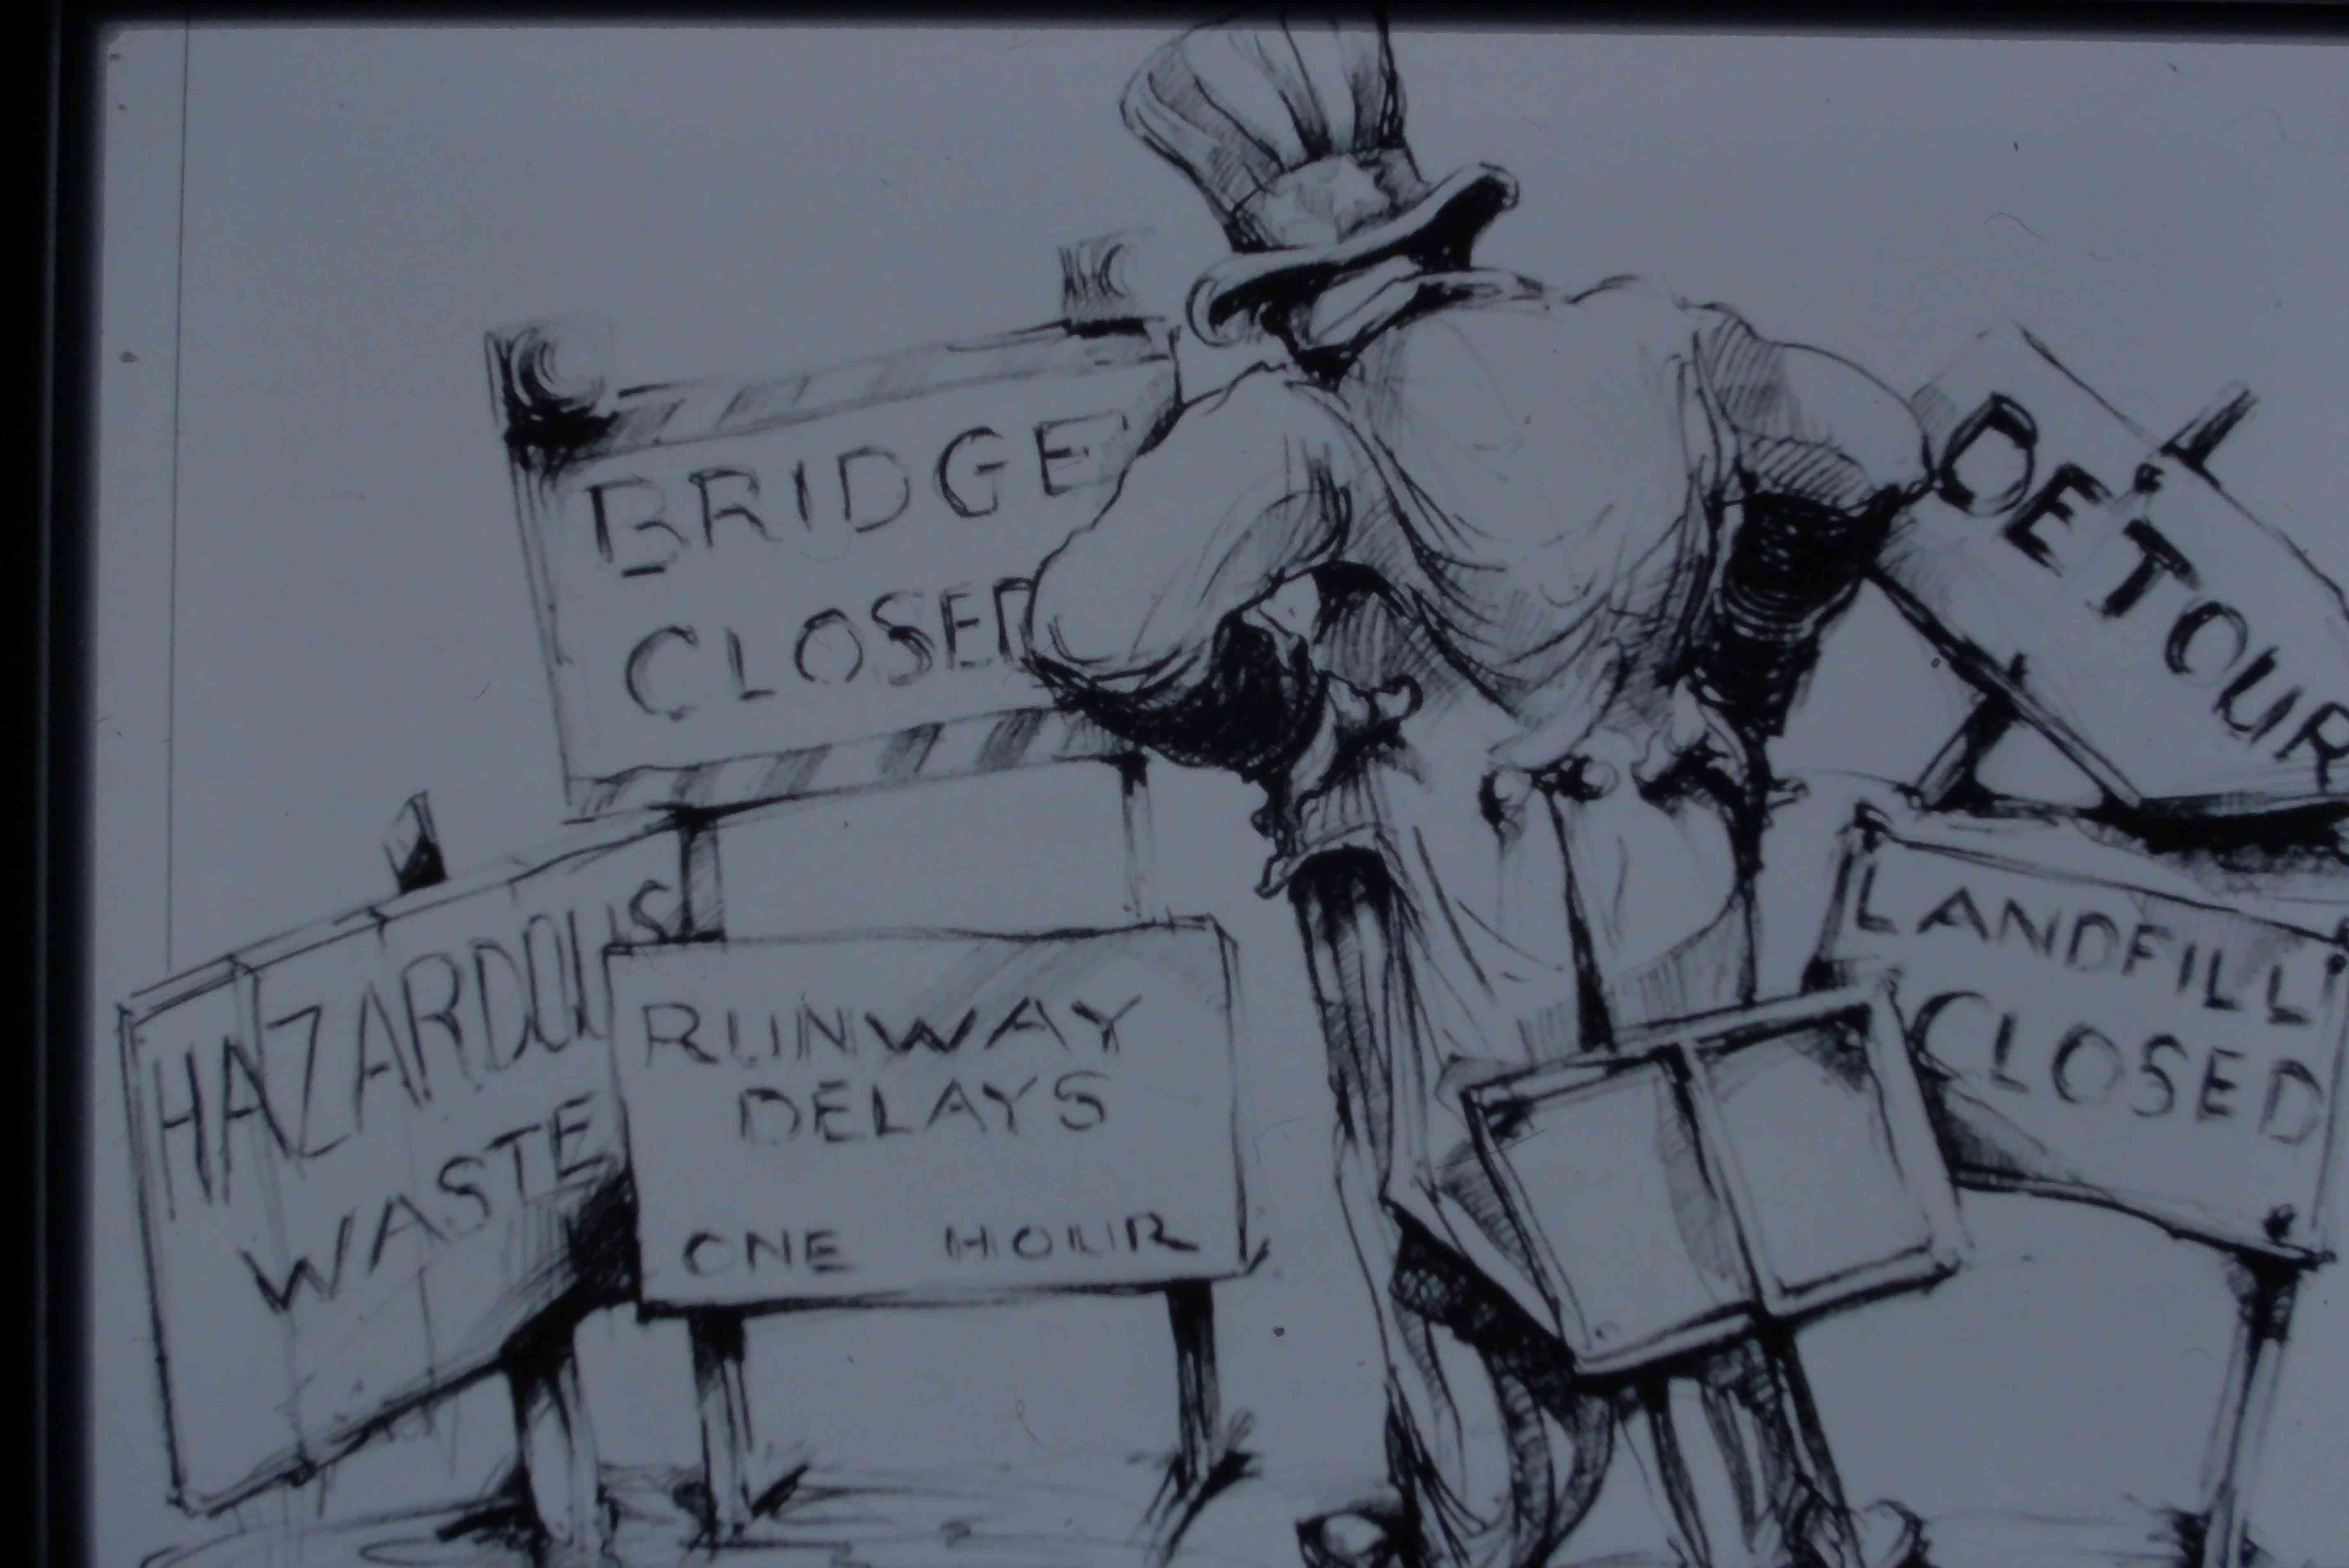 BRIDGE
CLOSED
DETOUR
HAZARDOUS
WASTE
RUNWAY
DELAYS
ONE HOUR
LANDFILL
CLOSED